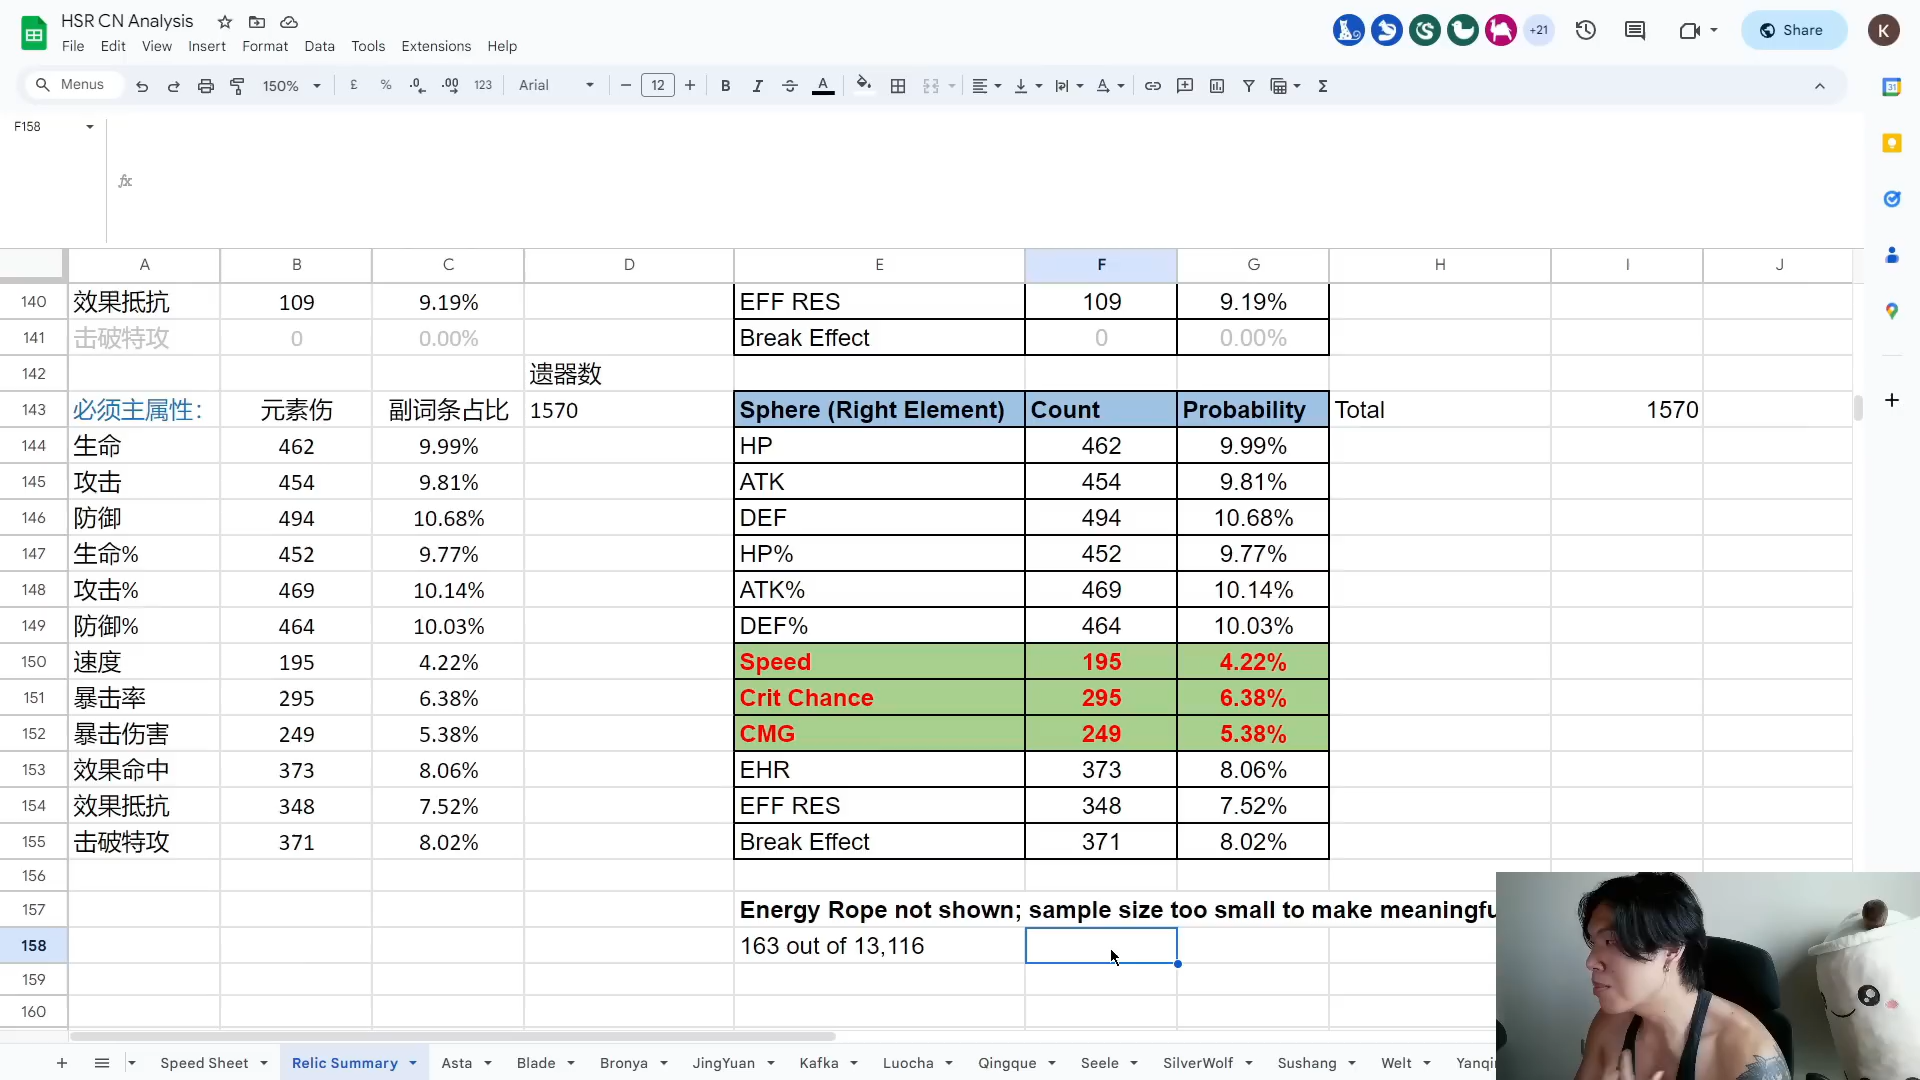 HSR CN Analysis
+21
Share
K
File Edit View Insert Format Data Tools Extensions Help
Menus 150% £ % .0 .00 123 Arial 12 B I A Σ
31
F158
fx
A B C D E F G H I J
140 效果抵抗 109 9.19% EFF RES 109 9.19%
141 击破特攻 0 0.00% Break Effect 0 0.00%
142 遗器数
143 必须主属性: 元素伤 副词条占比 1570 Sphere (Right Element) Count Probability Total 1570
144 生命 462 9.99% HP 462 9.99%
145 攻击 454 9.81% ATK 454 9.81%
146 防御 494 10.68% DEF 494 10.68%
147 生命% 452 9.77% HP% 452 9.77%
148 攻击% 469 10.14% ATK% 469 10.14%
149 防御% 464 10.03% DEF% 464 10.03%
150 速度 195 4.22% Speed 195 4.22%
151 暴击率 295 6.38% Crit Chance 295 6.38%
152 暴击伤害 249 5.38% CMG 249 5.38%
153 效果命中 373 8.06% EHR 373 8.06%
154 效果抵抗 348 7.52% EFF RES 348 7.52%
155 击破特攻 371 8.02% Break Effect 371 8.02%
156
157 Energy Rope not shown; sample size too small to make meaningfu
158 163 out of 13,116
159
160
Speed Sheet Relic Summary Asta Blade Bronya JingYuan Kafka Luocha Qingque Seele SilverWolf Sushang Welt Yanqin